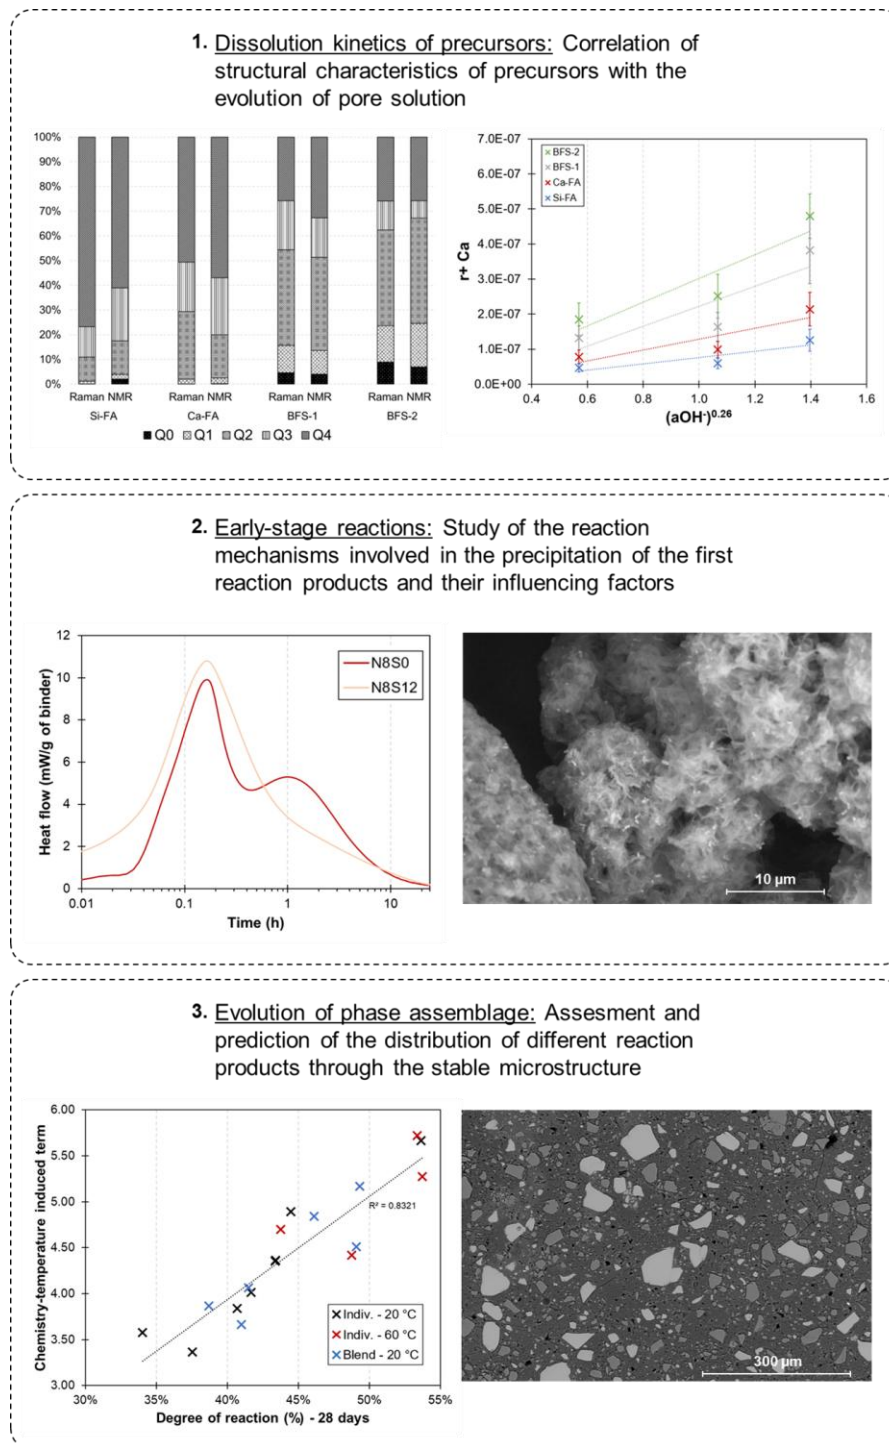 1. Dissolution kinetics of precursors: Correlation of
structural characteristics of precursors with the
evolution of pore solution
100%
90%
80%
70%
60%
50%
40%
30%
20%
10%
0%
Raman NMR Raman NMR Raman NMR Raman NMR
Si-FA Ca-FA BFS-1 BFS-2
Q0 Q1 Q2 Q3 Q4
7.0E-07
6.0E-07
5.0E-07
4.0E-07
3.0E-07
2.0E-07
1.0E-07
0.0E+00
r+ Ca
BFS-2
BFS-1
Ca-FA
Si-FA
0.4 0.6 0.8 1.0 1.2 1.4 1.6
(aOH⁻)^0.26
2. Early-stage reactions: Study of the reaction
mechanisms involved in the precipitation of the first
reaction products and their influencing factors
12
10
8
6
4
2
0
Heat flow (mW/g of binder)
N8S0
N8S12
0.01 0.1 1 10
Time (h)
10 µm
3. Evolution of phase assemblage: Assesment and
prediction of the distribution of different reaction
products through the stable microstructure
6.00
5.50
5.00
4.50
4.00
3.50
3.00
Chemistry-temperature induced term
R² = 0.8321
Indiv. - 20 °C
Indiv. - 60 °C
Blend - 20 °C
30% 35% 40% 45% 50% 55%
Degree of reaction (%) - 28 days
300 µm